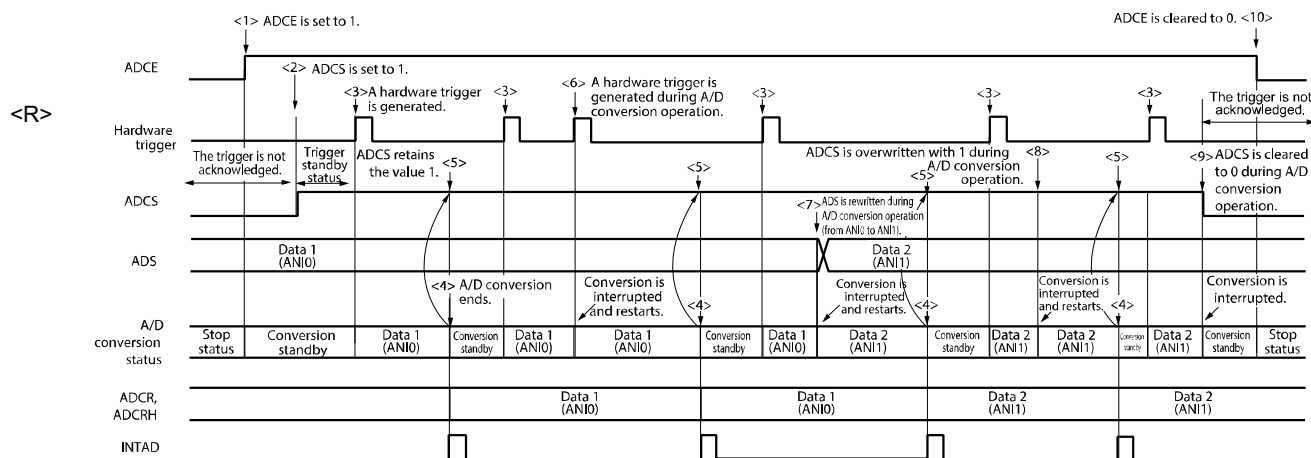 <1> ADCE is set to 1.
ADCE is cleared to 0. <10>
ADCE
<2> ADCS is set to 1.
<R>
<3> A hardware trigger
is generated.
<3>
<6> A hardware trigger is
generated during A/D
conversion operation.
<3>
<3>
<3>
The trigger is not
acknowledged.
Hardware
trigger
The trigger is not
acknowledged.
Trigger
standby
status
ADCS retains
the value 1.
<5>
<5>
ADCS is overwritten with 1 during
A/D conversion
operation.
<5>
<8>
<5>
<9> ADCS is cleared
to 0 during A/D
conversion
operation.
ADCS
<7> ADS is rewritten during
A/D conversion operation
(from ANI0 to ANI1).
ADS
Data 1
(ANI0)
Data 2
(ANI1)
<4> A/D conversion
ends.
Conversion is
interrupted
and restarts.
<4>
Conversion is
interrupted
and restarts.
<4>
Conversion is
interrupted
and restarts.
<4>
Conversion is
interrupted.
A/D
conversion
status
Stop
status
Conversion
standby
Data 1
(ANI0)
Conversion
standby
Data 1
(ANI0)
Data 1
(ANI0)
Conversion
standby
Data 1
(ANI0)
Data 2
(ANI1)
Conversion
standby
Data 2
(ANI1)
Data 2
(ANI1)
Conversion
standby
Data 2
(ANI1)
Conversion
standby
Stop
status
ADCR,
ADCRH
Data 1
(ANI0)
Data 1
(ANI0)
Data 2
(ANI1)
Data 2
(ANI1)
INTAD